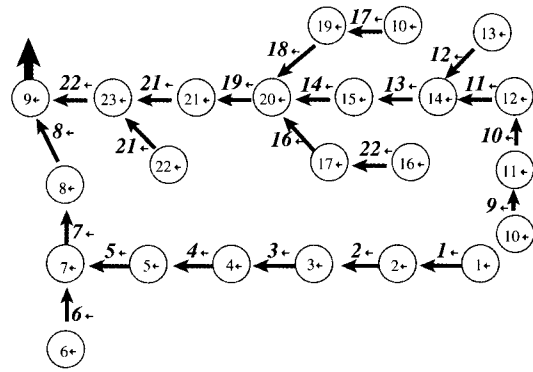 17← 19← 10← 13←
18← 12←
22← 21← 19← 14← 13← 11←
9← 23← 21← 20← 15← 14← 12←
8← 21← 22← 16← 17← 22← 16← 10←
8← 11←
9←
7← 5← 4← 3← 2← 1← 10←
7← 5← 4← 3← 2← 1←
6←
6←